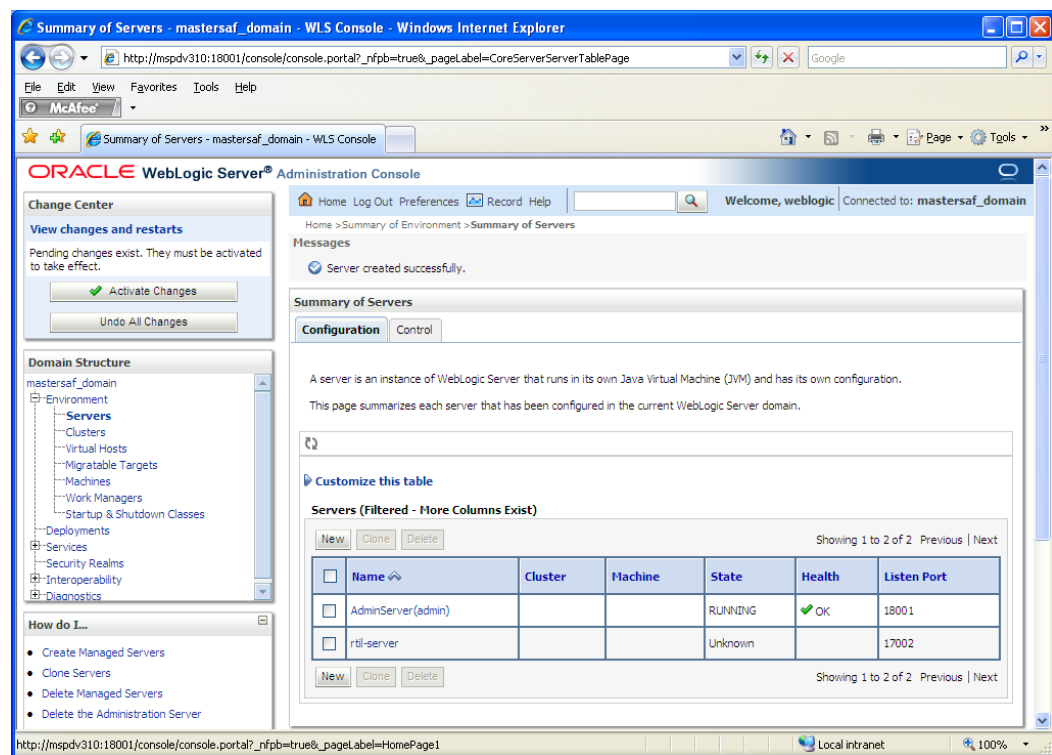 Summary of Servers - mastersaf_domain - WLS Console - Windows Internet Explorer
http://mspdv310:18001/console/console.portal?_nfpb=true&_pageLabel=CoreServerServerTablePage
Google
File Edit View Favorites Tools Help
McAfee
Summary of Servers - mastersaf_domain - WLS Console
Page Tools »
ORACLE WebLogic Server® Administration Console
Change Center
View changes and restarts
Pending changes exist. They must be activated
to take effect.
Activate Changes
Undo All Changes
Domain Structure
mastersaf_domain
Environment
Servers
Clusters
Virtual Hosts
Migratable Targets
Machines
Work Managers
Startup & Shutdown Classes
Deployments
Services
Security Realms
Interoperability
Diagnostics
How do I...
Create Managed Servers
Clone Servers
Delete Managed Servers
Delete the Administration Server
Home Log Out Preferences Record Help
Welcome, weblogic Connected to: mastersaf_domain
Home >Summary of Environment >Summary of Servers
Messages
Server created successfully.
Summary of Servers
Configuration Control
A server is an instance of WebLogic Server that runs in its own Java Virtual Machine (JVM) and has its own configuration.
This page summarizes each server that has been configured in the current WebLogic Server domain.
Customize this table
Servers (Filtered - More Columns Exist)
New Clone Delete Showing 1 to 2 of 2 Previous | Next
Name Cluster Machine State Health Listen Port
AdminServer(admin) RUNNING OK 18001
rtil-server Unknown 17002
New Clone Delete Showing 1 to 2 of 2 Previous | Next
http://mspdv310:18001/console/console.portal?_nfpb=true&_pageLabel=HomePage1
Local intranet 100%